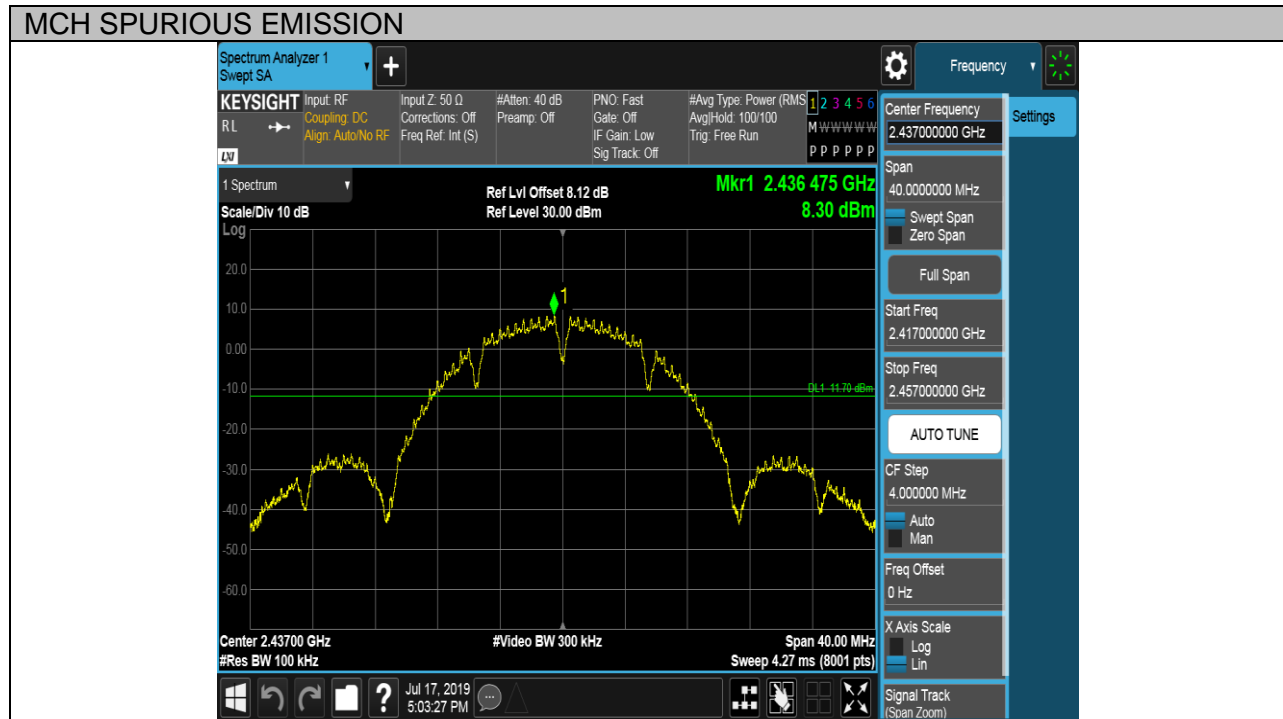 MCH SPURIOUS EMISSION
Spectrum Analyzer 1
Swept SA
+
Frequency
KEYSIGHT
RL
LXI
Input: RF
Coupling: DC
Align: Auto/No RF
Input Z: 50 Ω
Corrections: Off
Freq Ref: Int (S)
#Atten: 40 dB
Preamp: Off
PNO: Fast
Gate: Off
IF Gain: Low
Sig Track: Off
#Avg Type: Power (RMS
Avg|Hold: 100/100
Trig: Free Run
1 2 3 4 5 6
M W W W W W
P P P P P P
1 Spectrum
Scale/Div 10 dB
Ref Lvl Offset 8.12 dB
Ref Level 30.00 dBm
Mkr1 2.436 475 GHz
8.30 dBm
Log
20.0
10.0
0.00
-10.0
-20.0
-30.0
-40.0
-50.0
-60.0
1
DL1 -11.70 dBm
Center 2.43700 GHz
#Res BW 100 kHz
#Video BW 300 kHz
Span 40.00 MHz
Sweep 4.27 ms (8001 pts)
Center Frequency
2.437000000 GHz
Settings
Span
40.0000000 MHz
Swept Span
Zero Span
Full Span
Start Freq
2.417000000 GHz
Stop Freq
2.457000000 GHz
AUTO TUNE
CF Step
4.000000 MHz
Auto
Man
Freq Offset
0 Hz
X Axis Scale
Log
Lin
Signal Track
(Span Zoom)
?
Jul 17, 2019
5:03:27 PM